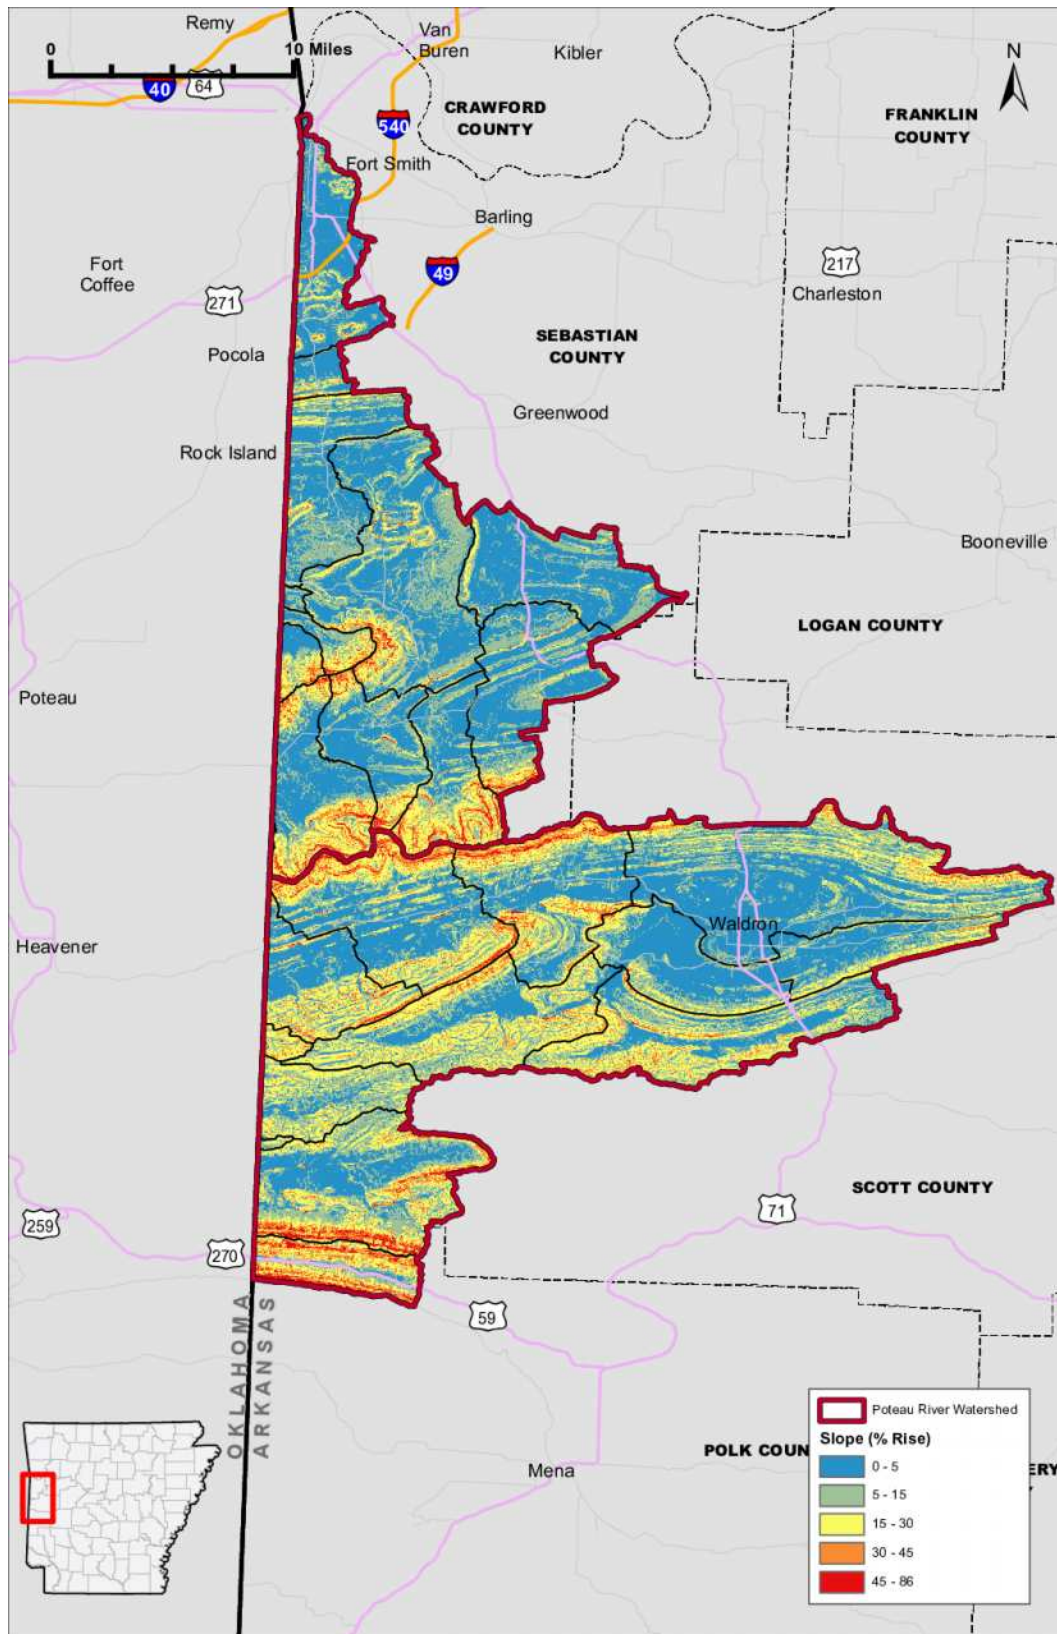 Remy
Van
Buren
Kibler
0
10 Miles
N
40
64
540
CRAWFORD
COUNTY
FRANKLIN
COUNTY
Fort Smith
Barling
Fort
Coffee
49
217
Charleston
271
SEBASTIAN
COUNTY
Pocola
Greenwood
Rock Island
Booneville
LOGAN COUNTY
Poteau
Waldron
Heavener
SCOTT COUNTY
71
259
270
59
OKLAHOMA
ARKANSAS
Poteau River Watershed
Slope (% Rise)
POLK COUN
ERY
0 - 5
Mena
5 - 15
15 - 30
30 - 45
45 - 86